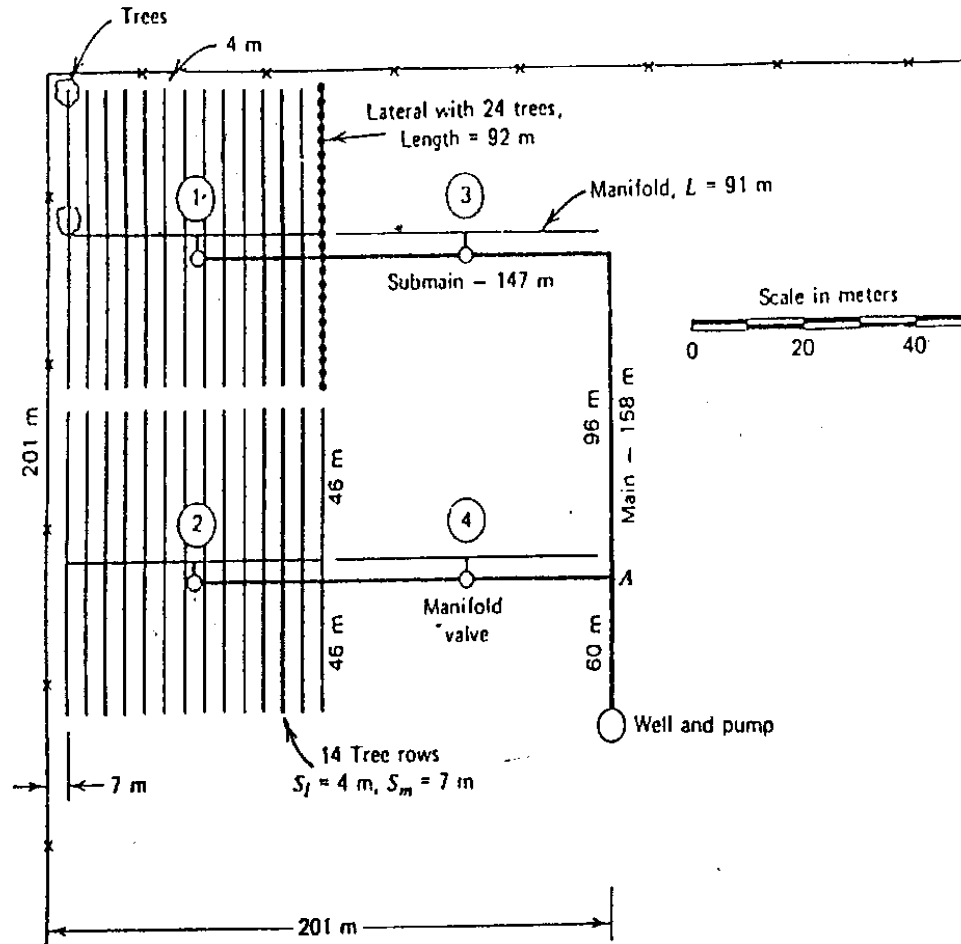 Trees
4 m
Lateral with 24 trees,
Length = 92 m
1
3
Manifold, L = 91 m
Submain – 147 m
Scale in meters
0 20 40
201 m
96 m
Main – 158 m
46 m
2
4
A
Manifold
valve
46 m
60 m
Well and pump
14 Tree rows
Sl = 4 m, Sm = 7 m
7 m
201 m